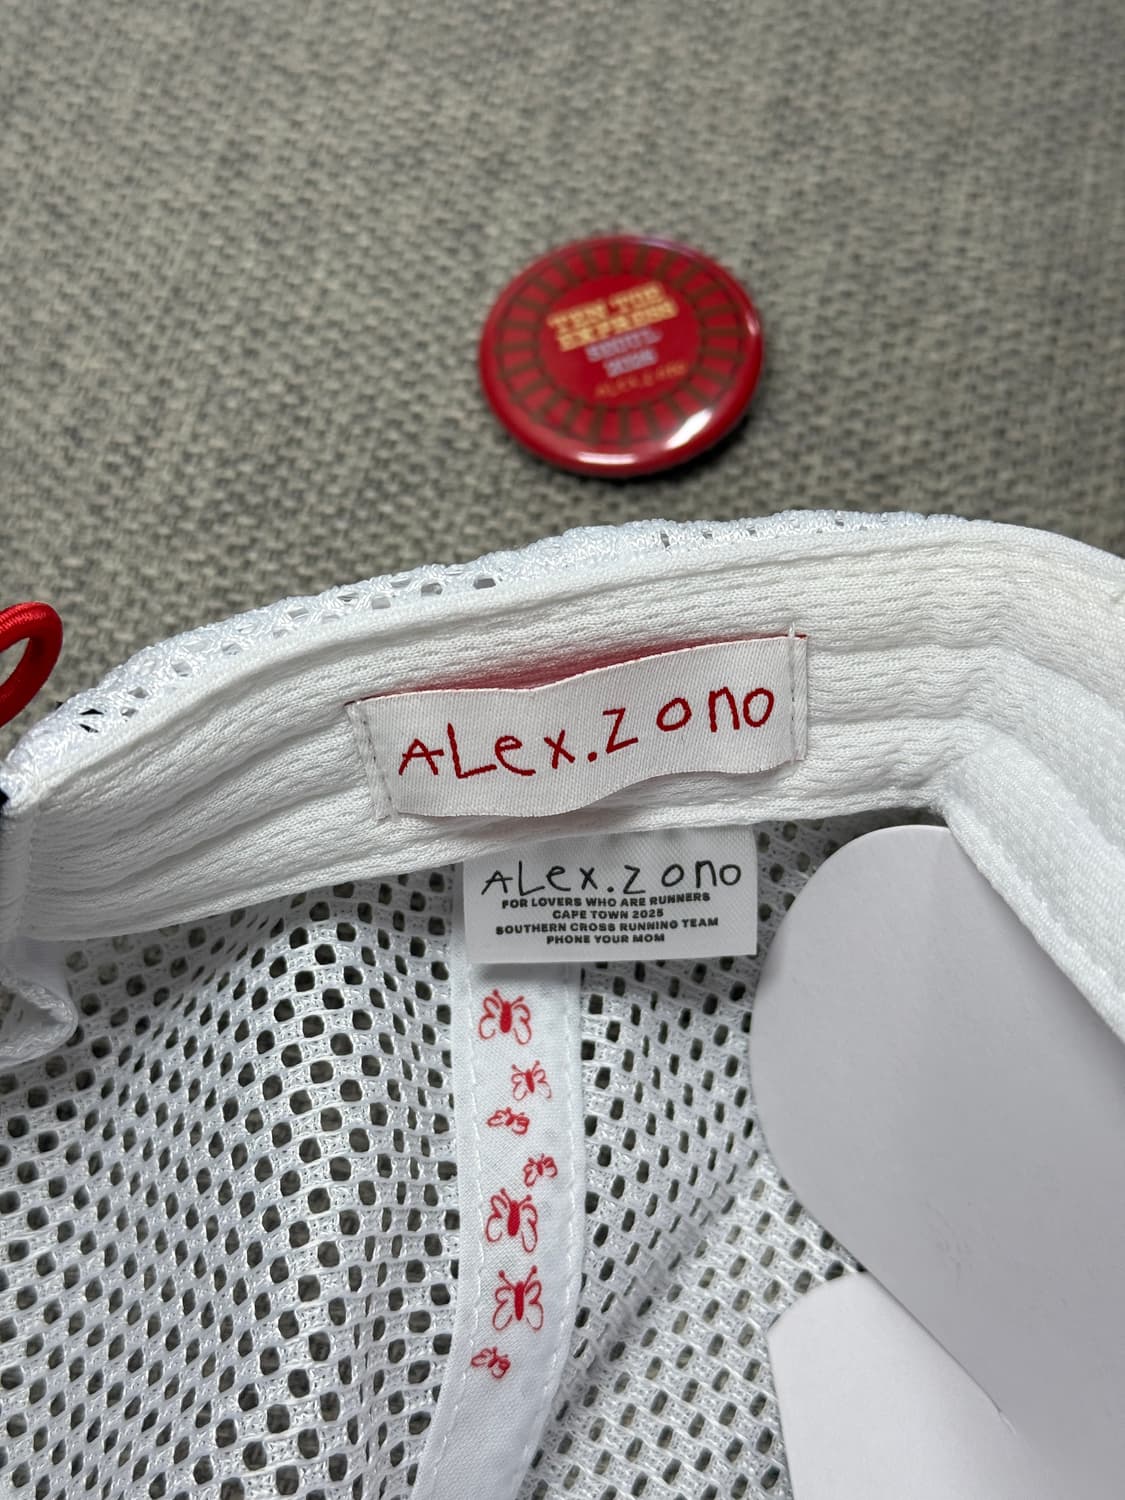 TEN TOE
EXPRESS
SEOUL
ALEX.ZONO
ALex.zono
ALex.zono
FOR LOVERS WHO ARE RUNNERS
CAPE TOWN 2025
SOUTHERN CROSS RUNNING TEAM
PHONE YOUR MOM